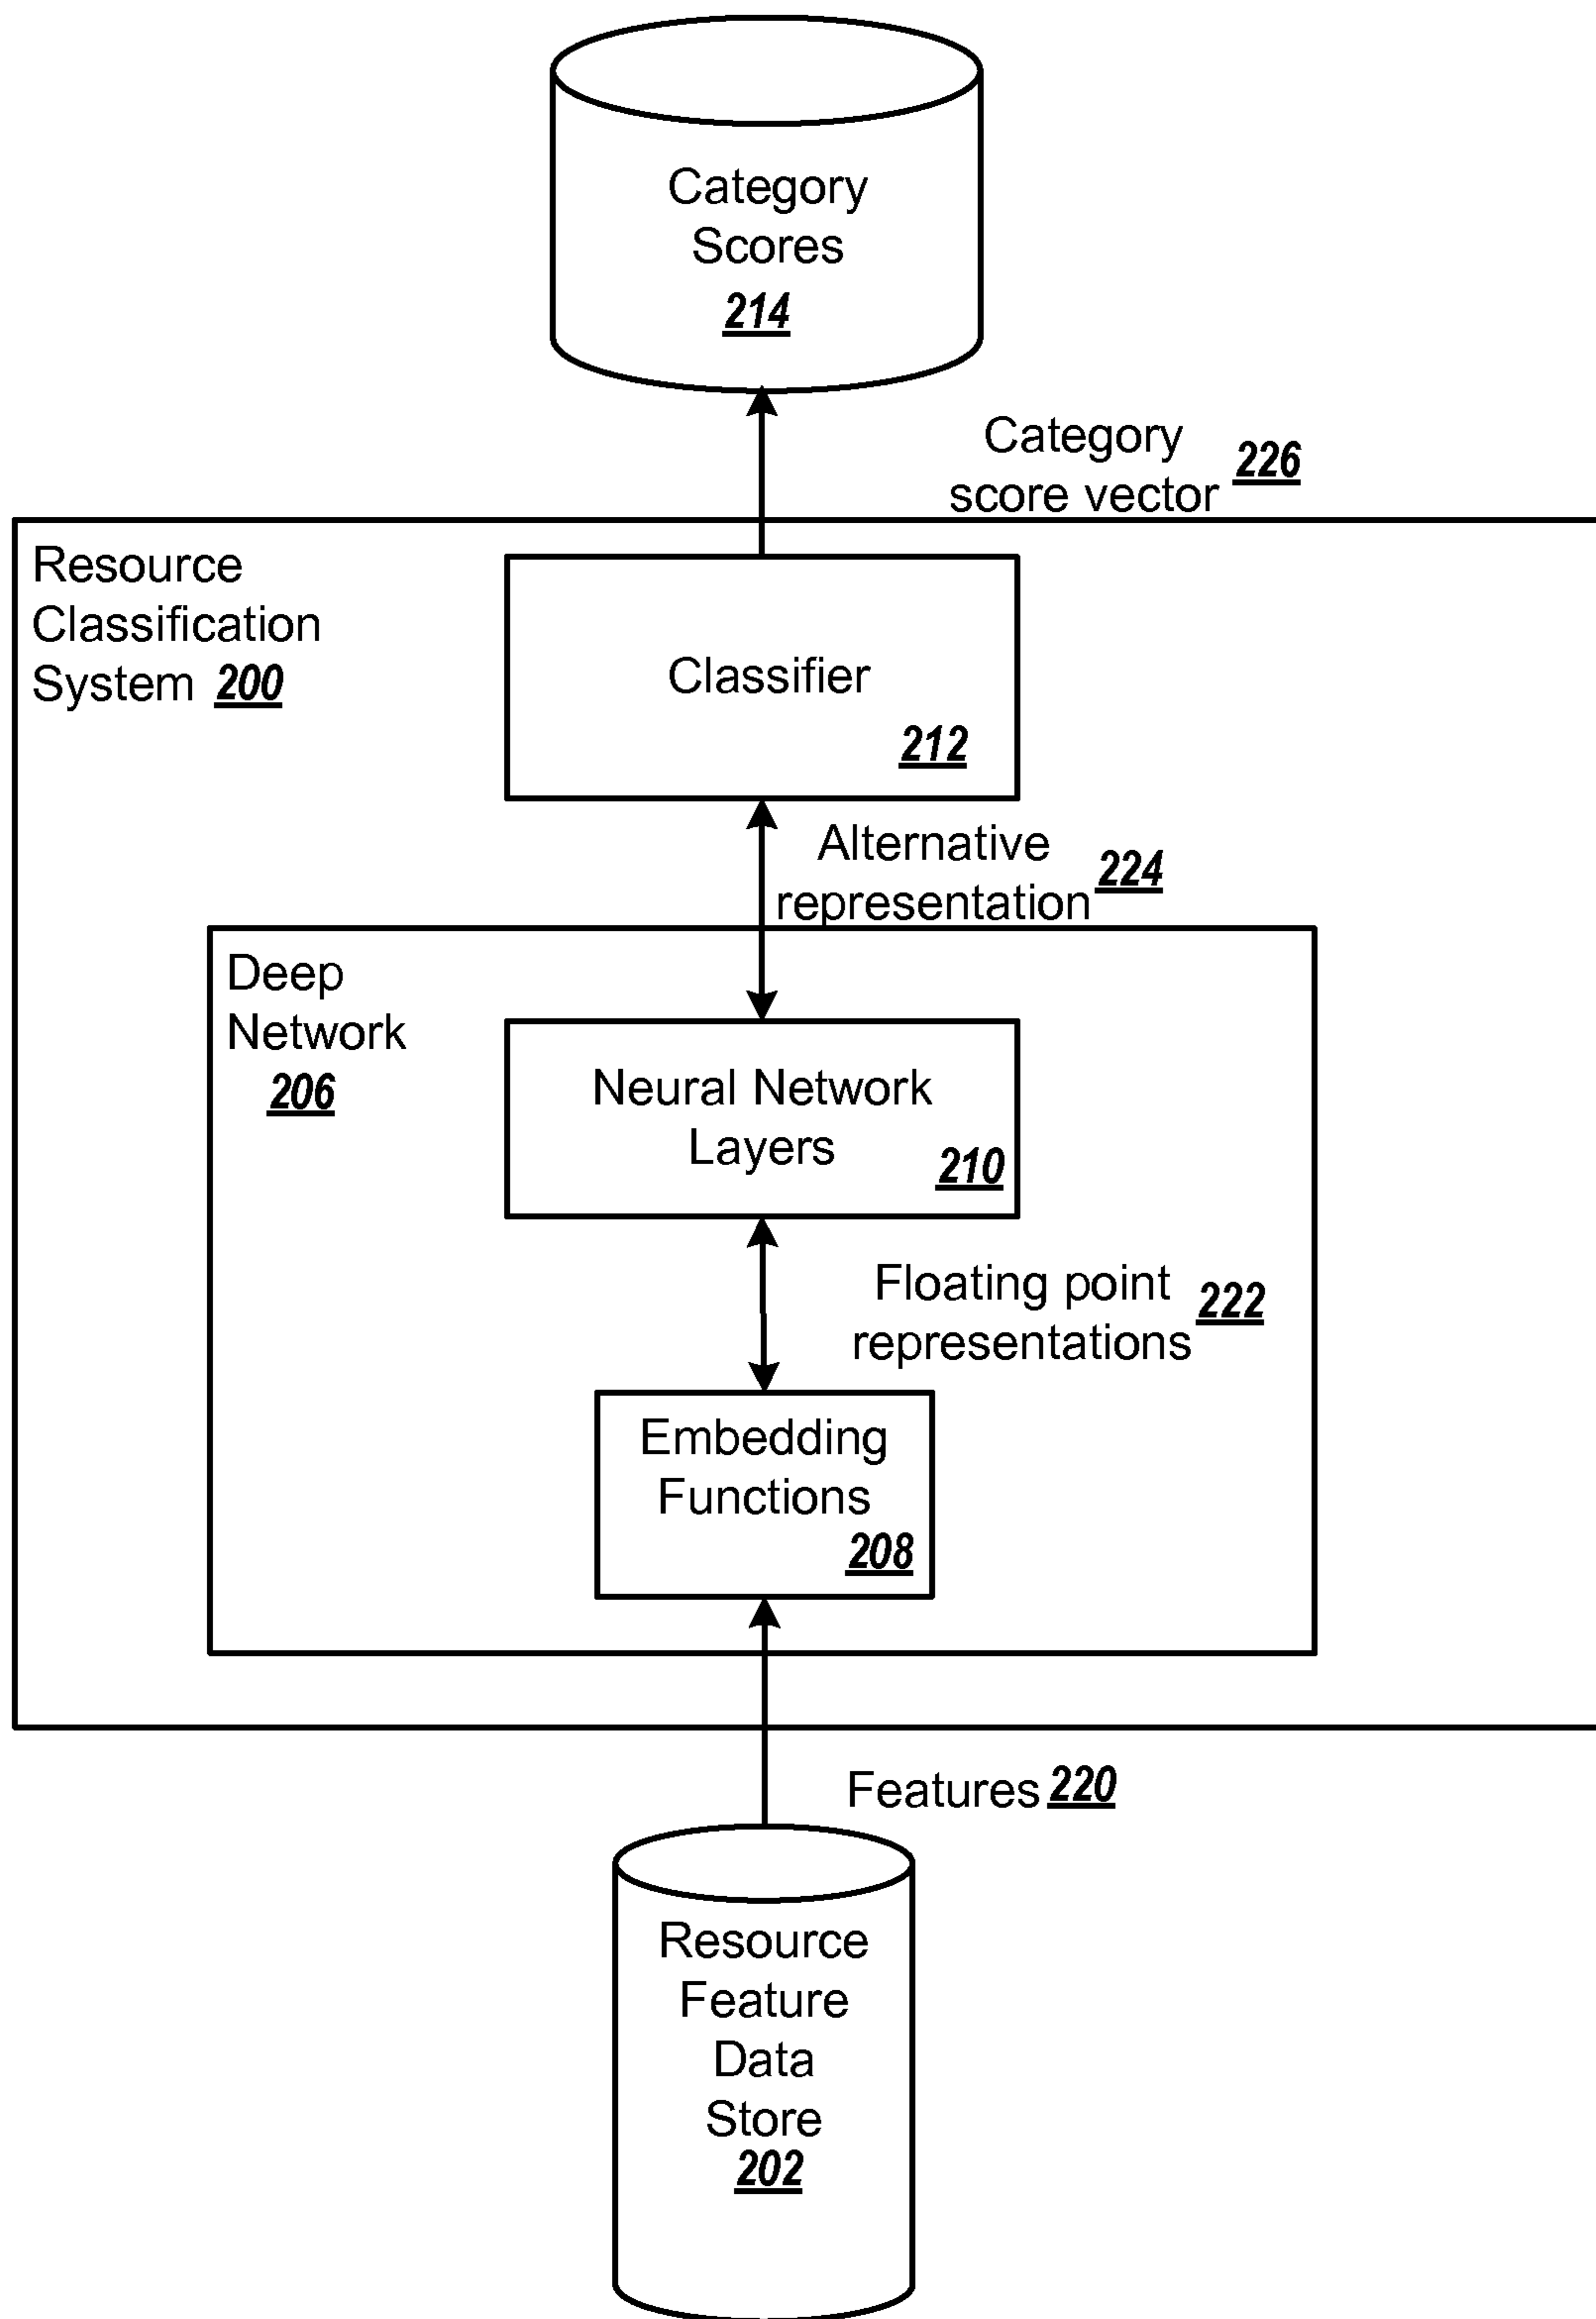 Category
Scores
214
Category
score vector 226
Resource
Classification
System 200
Classifier
212
Alternative
representation 224
Deep
Network
206
Neural Network
Layers
210
Floating point
representations 222
Embedding
Functions
208
Features 220
Resource
Feature
Data
Store
202